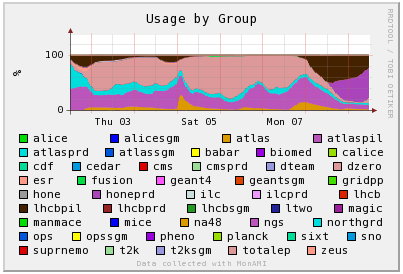 Usage by Group
RRDTOOL / TOBI OETIKER
%
100
0
Thu 03 Sat 05 Mon 07
alice alicesgm atlas atlaspil
atlasprd atlassgm babar biomed calice
cdf cedar cms cmsprd dteam dzero
esr fusion geant4 geantsgm gridpp
hone honeprd ilc ilcprd lhcb
lhcbpil lhcbprd lhcbsgm ltwo magic
manmace mice na48 ngs northgrd
ops opssgm pheno planck sixt sno
suprnemo t2k t2ksgm totalep zeus
Data collected with MonAMI